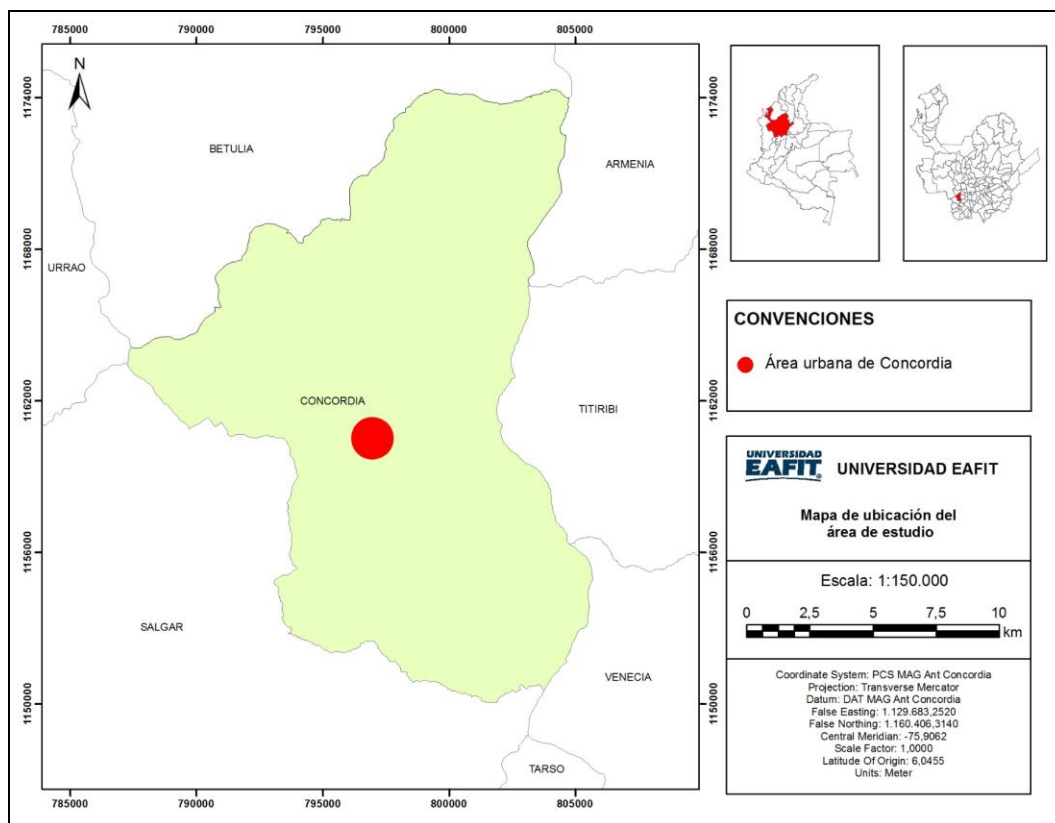 785000
790000
795000
800000
805000
N
1174000
1174000
BETULIA
ARMENIA
1168000
1168000
URRAO
CONVENCIONES
Área urbana de Concordia
1162000
1162000
CONCORDIA
TITIRIBI
UNIVERSIDAD
EAFIT®
UNIVERSIDAD EAFIT
Mapa de ubicación del
área de estudio
1156000
1156000
Escala: 1:150.000
0 2,5 5 7,5 10
km
SALGAR
VENECIA
1150000
1150000
TARSO
Coordinate System: PCS MAG Ant Concordia
Projection: Transverse Mercator
Datum: DAT MAG Ant Concordia
False Easting: 1.129.683,2520
False Northing: 1.160.406,3140
Central Meridian: -75,9062
Scale Factor: 1,0000
Latitude Of Origin: 6,0455
Units: Meter
785000
790000
795000
800000
805000